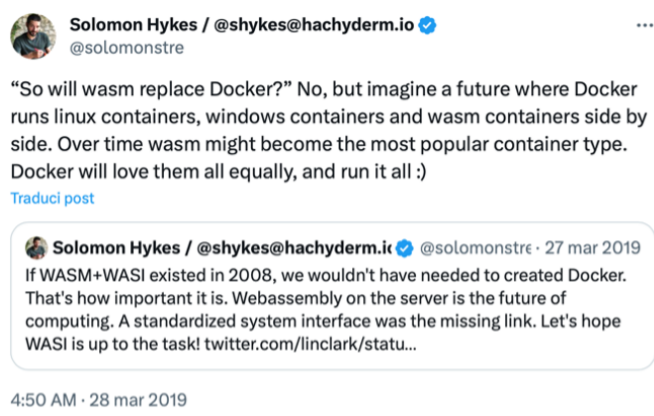 Solomon Hykes / @shykes@hachyderm.io
@solomonstre
“So will wasm replace Docker?” No, but imagine a future where Docker
runs linux containers, windows containers and wasm containers side by
side. Over time wasm might become the most popular container type.
Docker will love them all equally, and run it all :)
Traduci post
Solomon Hykes / @shykes@hachyderm.ic @solomonstre · 27 mar 2019
If WASM+WASI existed in 2008, we wouldn't have needed to created Docker.
That's how important it is. Webassembly on the server is the future of
computing. A standardized system interface was the missing link. Let's hope
WASI is up to the task! twitter.com/linclark/statu...
4:50 AM · 28 mar 2019